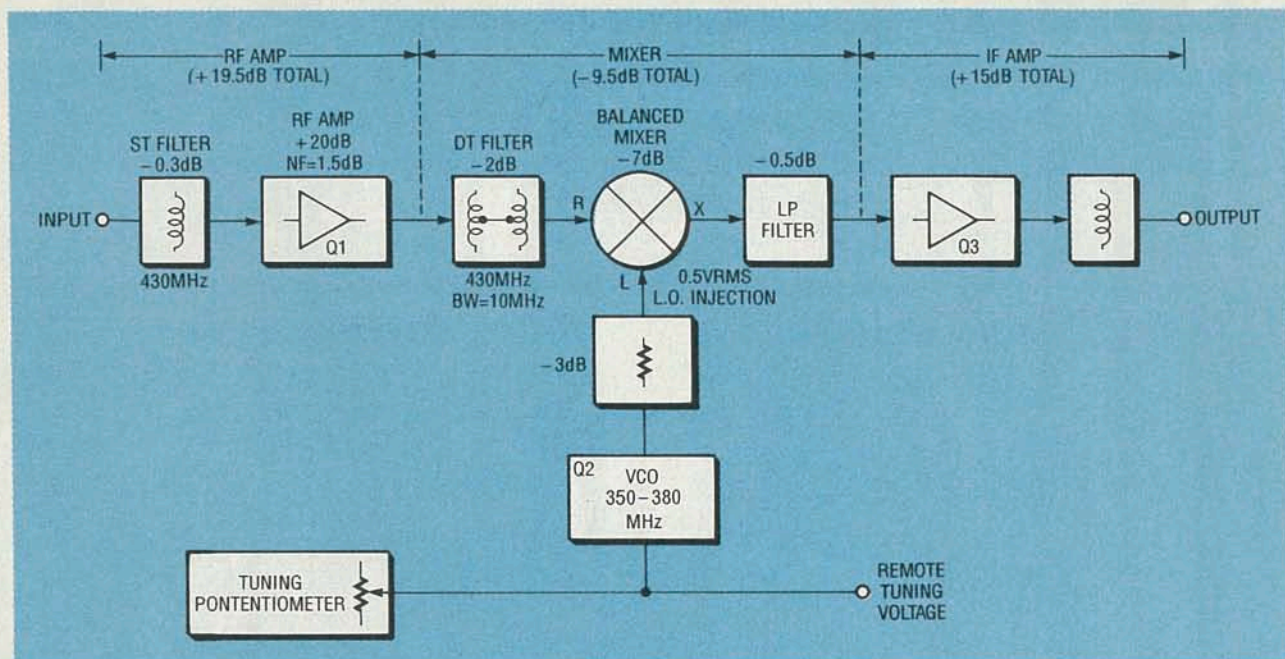 RF AMP
(+19.5dB TOTAL)
MIXER
(−9.5dB TOTAL)
IF AMP
(+15dB TOTAL)
ST FILTER
−0.3dB
RF AMP
+20dB
NF=1.5dB
DT FILTER
−2dB
BALANCED
MIXER
−7dB
−0.5dB
INPUT
Q1
R
X
LP
FILTER
Q3
OUTPUT
430MHz
430MHz
BW=10MHz
L
0.5VRMS
L.O. INJECTION
−3dB
Q2
VCO
350–380
MHz
TUNING
PONTENTIOMETER
REMOTE
TUNING
VOLTAGE